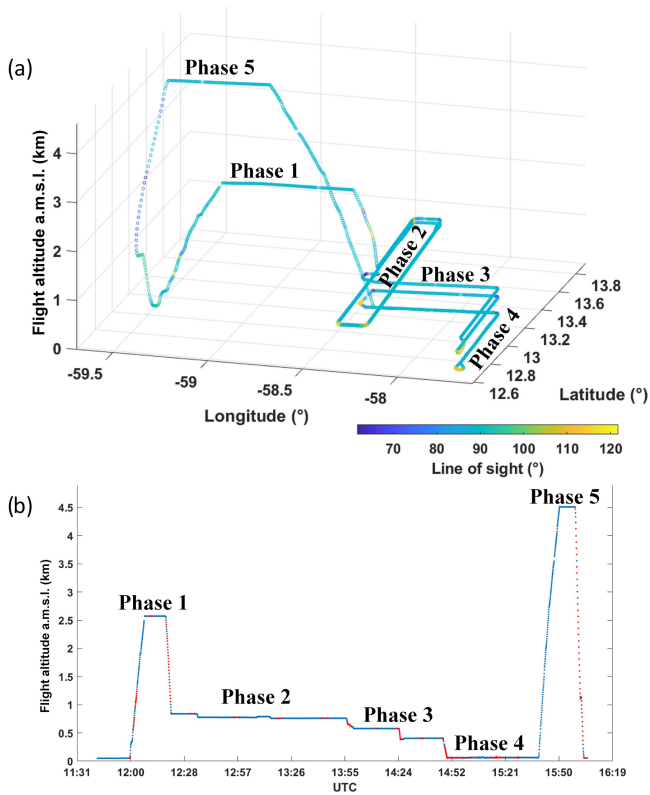 (a)
Phase 5
Phase 1
Phase 2
Phase 3
Phase 4
Flight altitude a.m.s.l. (km)
4
3
2
1
0
-59.5
-59
-58.5
-58
Longitude (°)
13.8
13.6
13.4
13.2
13
12.8
12.6
Latitude (°)
70 80 90 100 110 120
Line of sight (°)
(b)
Phase 5
Phase 1
Phase 2
Phase 3
Phase 4
Flight altitude a.m.s.l. (km)
4.5
4
3.5
3
2.5
2
1.5
1
0.5
0
11:31 12:00 12:28 12:57 13:26 13:55 14:24 14:52 15:21 15:50 16:19
UTC